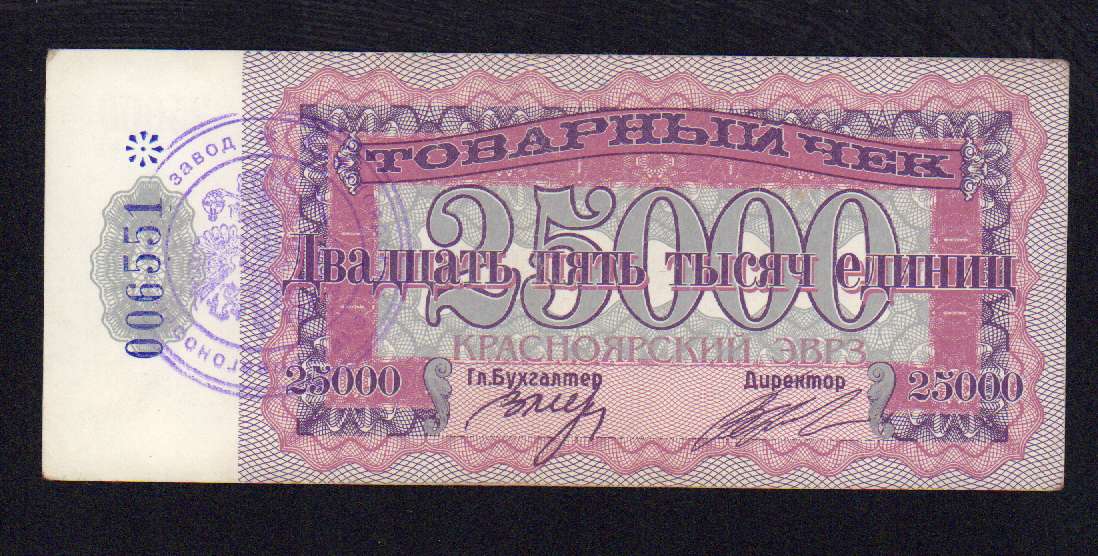 ТОВАРНЫЙ ЧЕК
25000
Двадцать пять тысяч единиц
КРАСНОЯРСКИЙ ЭВРЗ
25000
Гл.Бухгалтер
Директор
25000
006551
завод